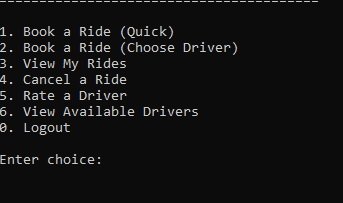 ----------------------------------------
1. Book a Ride (Quick)
2. Book a Ride (Choose Driver)
3. View My Rides
4. Cancel a Ride
5. Rate a Driver
6. View Available Drivers
0. Logout
Enter choice: